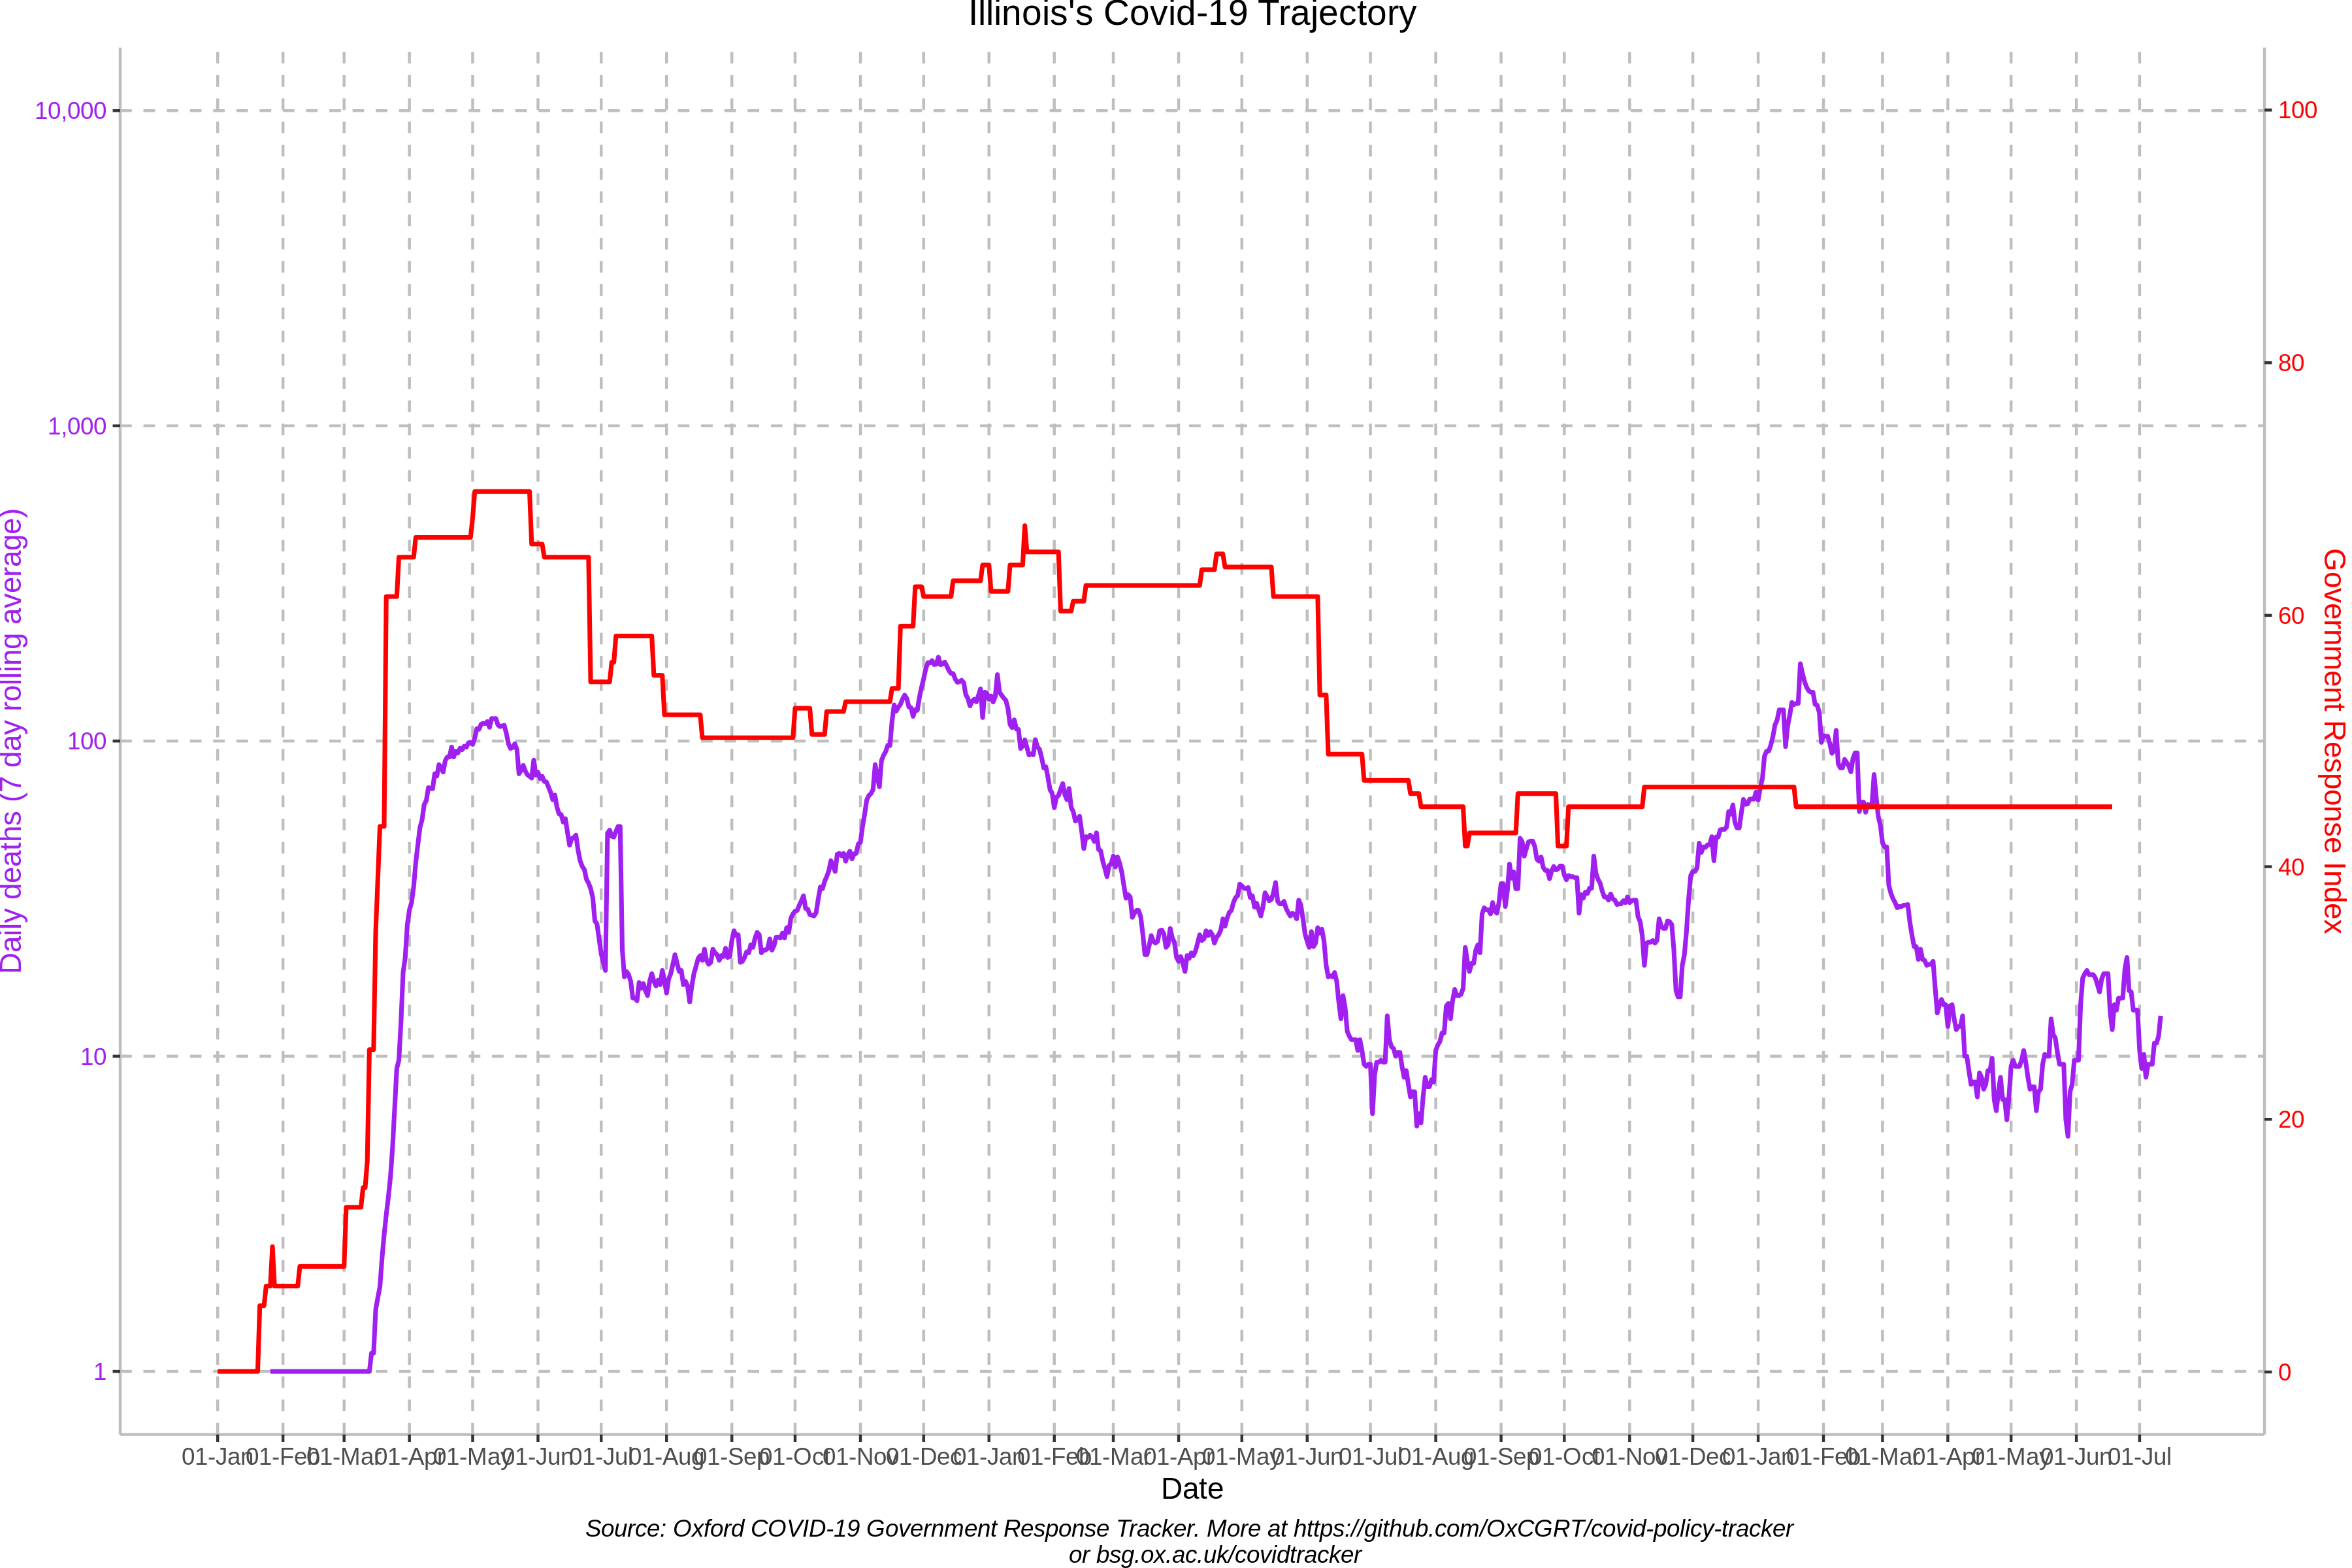 Illinois's Covid-19 Trajectory
10,000
1,000
100
10
1
Daily deaths (7 day rolling average)
100
80
60
40
20
0
Government Response Index
01-Jan 01-Feb 01-Mar 01-Apr 01-May 01-Jun 01-Jul 01-Aug 01-Sep 01-Oct 01-Nov 01-Dec 01-Jan 01-Feb 01-Mar 01-Apr 01-May 01-Jun 01-Jul 01-Aug 01-Sep 01-Oct 01-Nov 01-Dec 01-Jan 01-Feb 01-Mar 01-Apr 01-May 01-Jun 01-Jul
Date
Source: Oxford COVID-19 Government Response Tracker. More at https://github.com/OxCGRT/covid-policy-tracker
or bsg.ox.ac.uk/covidtracker